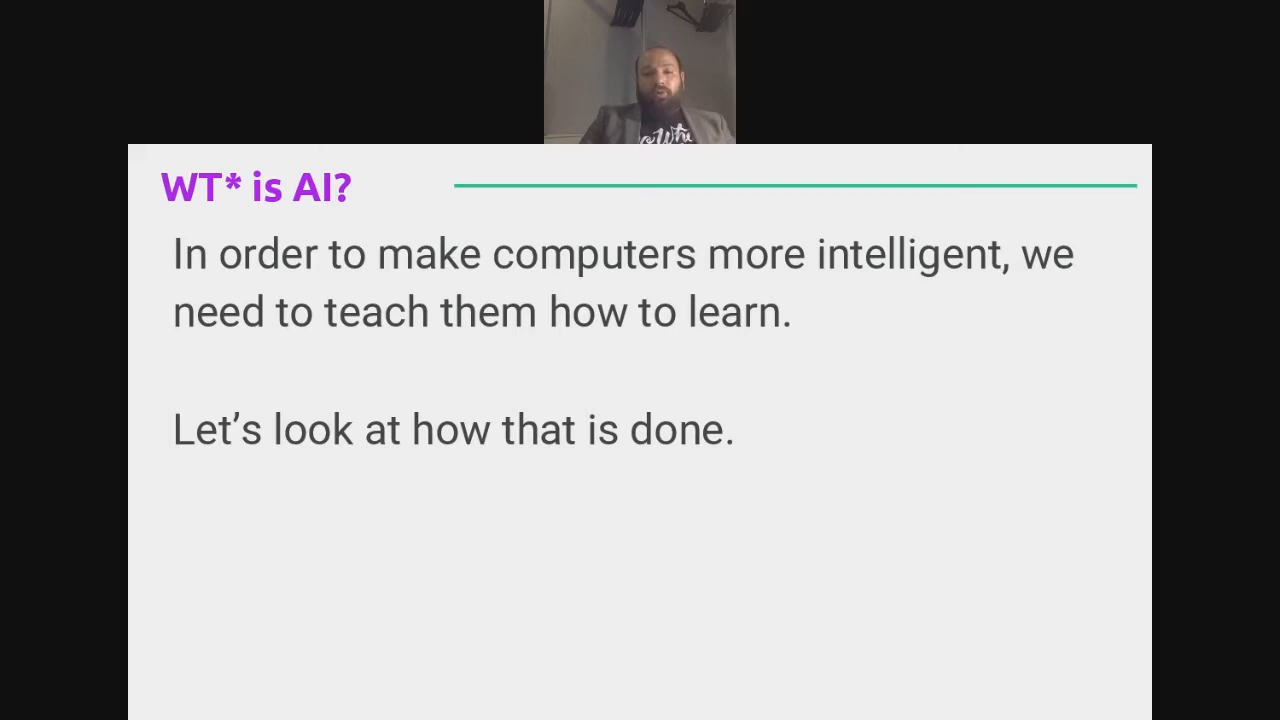 WT* is AI?
In order to make computers more intelligent, we
need to teach them how to learn.
Let’s look at how that is done.